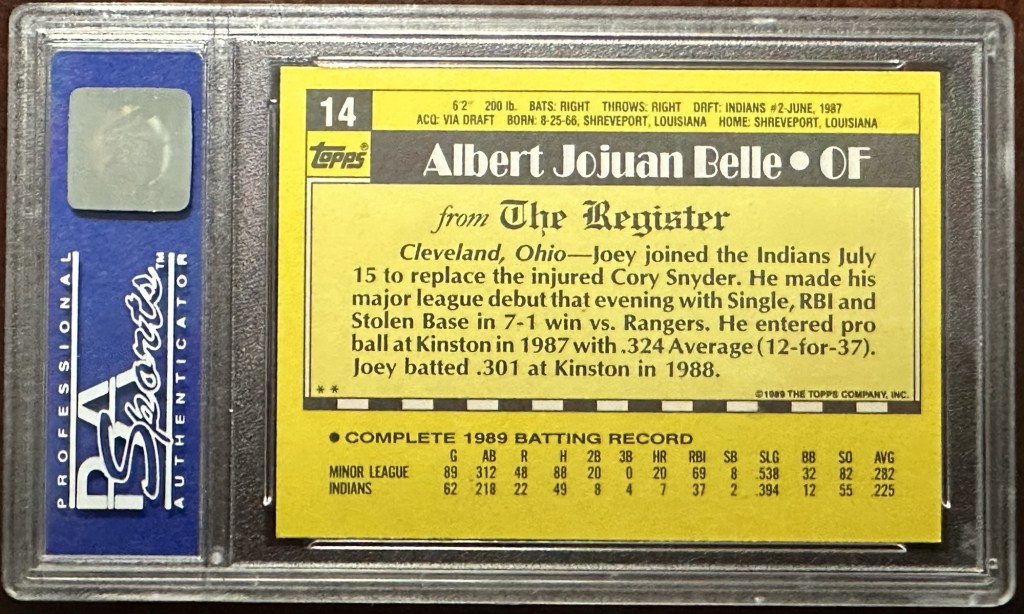 PROFESSIONAL
PSA
Sports™
AUTHENTICATOR
14
6'2" 200 lb. BATS: RIGHT THROWS: RIGHT DRFT: INDIANS #2-JUNE, 1987
ACQ: VIA DRAFT BORN: 8-25-66, SHREVEPORT, LOUISIANA HOME: SHREVEPORT, LOUISIANA
Topps®
Albert Jojuan Belle • OF
from The Register
Cleveland, Ohio—Joey joined the Indians July
15 to replace the injured Cory Snyder. He made his
major league debut that evening with Single, RBI and
Stolen Base in 7-1 win vs. Rangers. He entered pro
ball at Kinston in 1987 with .324 Average (12-for-37).
Joey batted .301 at Kinston in 1988.
**
©1989 THE TOPPS COMPANY, INC.
• COMPLETE 1989 BATTING RECORD
G AB R H 2B 3B HR RBI SB SLG BB SO AVG
MINOR LEAGUE 89 312 48 88 20 0 20 69 8 .538 32 82 .282
INDIANS 62 218 22 49 8 4 7 37 2 .394 12 55 .225